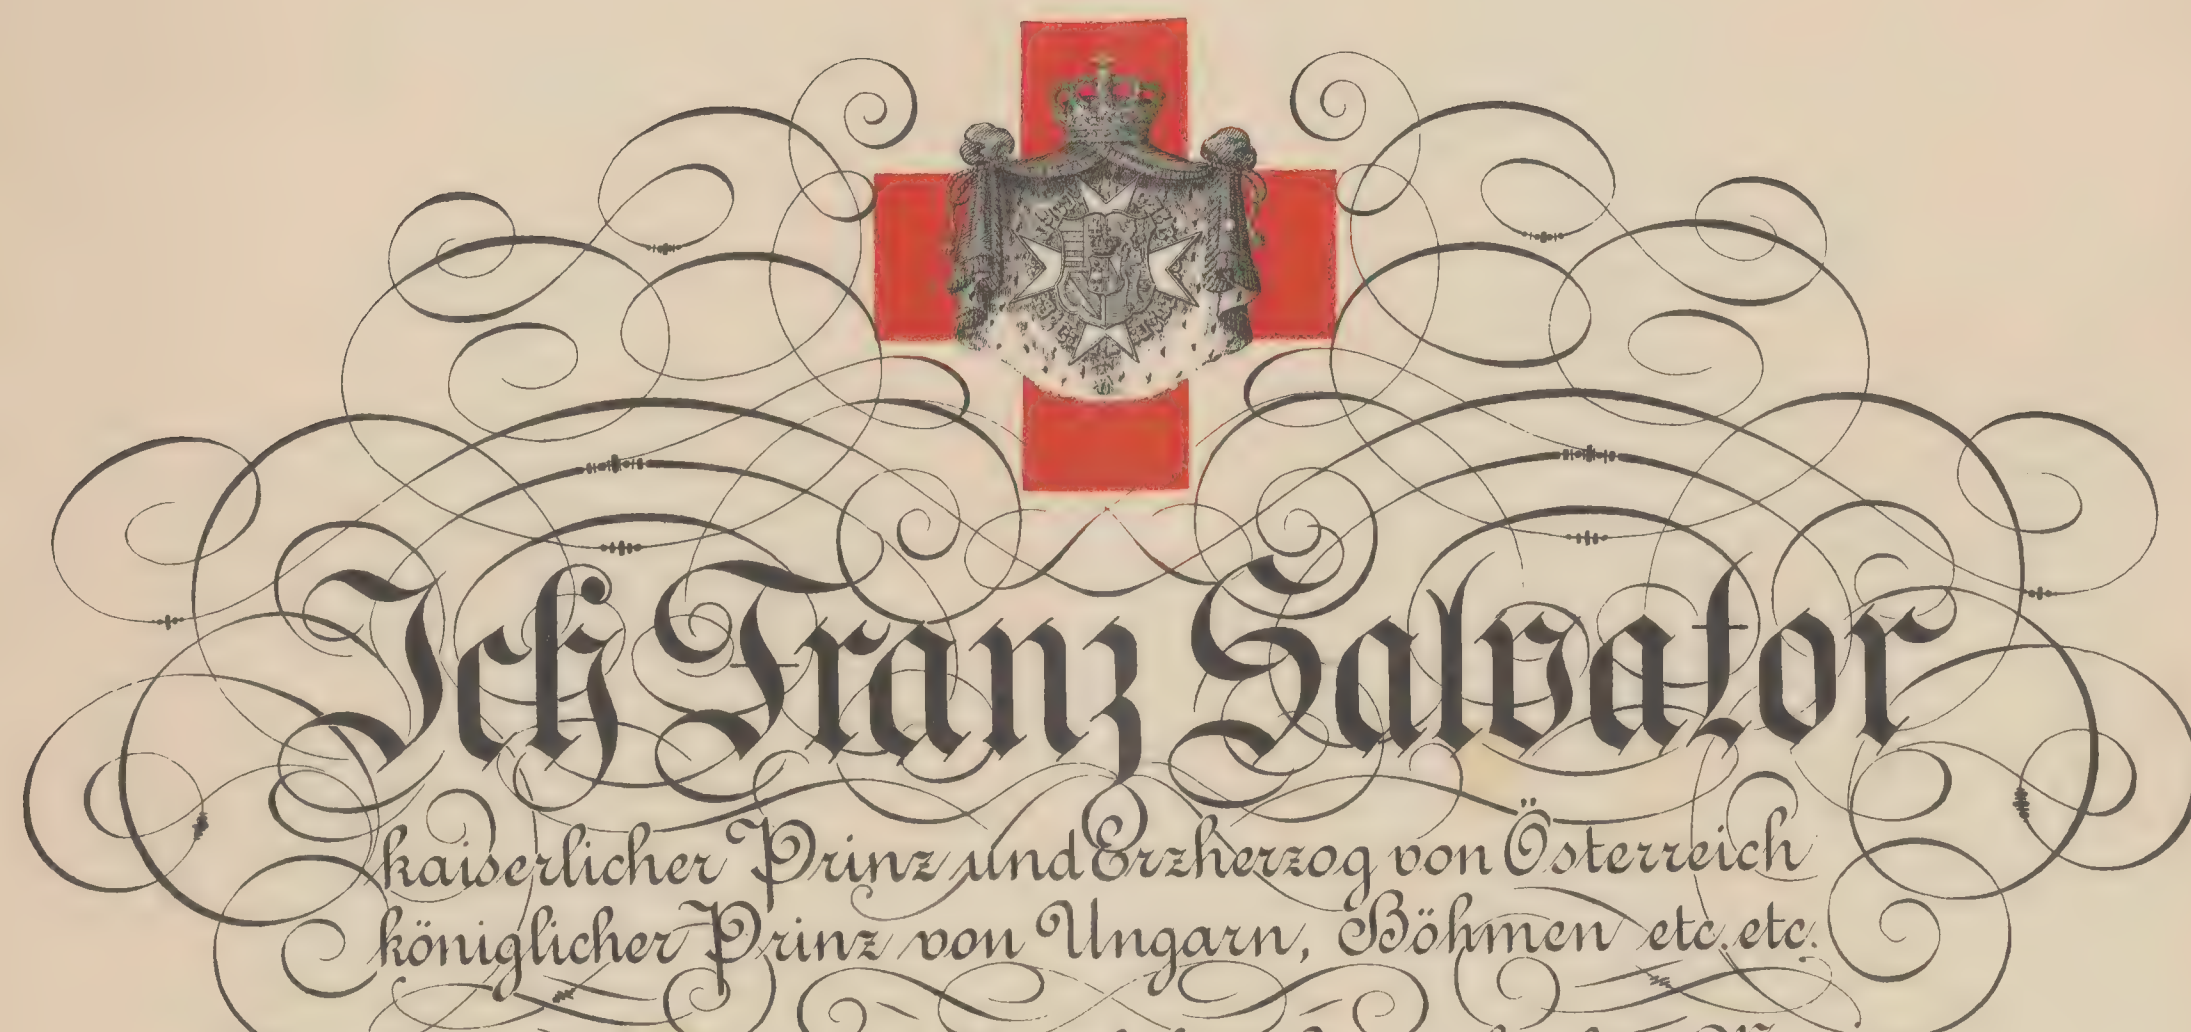 Ich Franz Salvator
kaiserlicher Prinz und Erzherzog von Österreich
königlicher Prinz von Ungarn, Böhmen etc. etc.